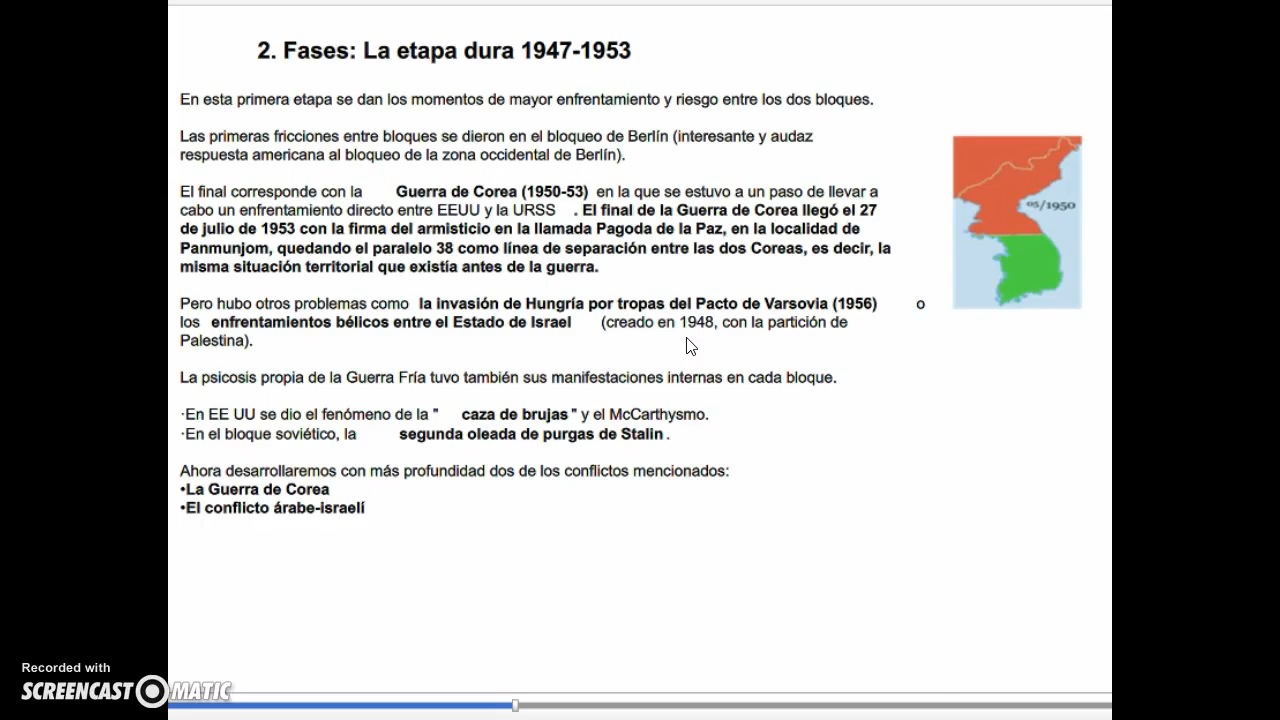 2. Fases: La etapa dura 1947-1953
En esta primera etapa se dan los momentos de mayor enfrentamiento y riesgo entre los dos bloques.
Las primeras fricciones entre bloques se dieron en el bloqueo de Berlín (interesante y audaz
respuesta americana al bloqueo de la zona occidental de Berlín).
El final corresponde con la Guerra de Corea (1950-53) en la que se estuvo a un paso de llevar a
cabo un enfrentamiento directo entre EEUU y la URSS . El final de la Guerra de Corea llegó el 27
de julio de 1953 con la firma del armisticio en la llamada Pagoda de la Paz, en la localidad de
Panmunjom, quedando el paralelo 38 como línea de separación entre las dos Coreas, es decir, la
misma situación territorial que existía antes de la guerra.
05/1950
Pero hubo otros problemas como la invasión de Hungría por tropas del Pacto de Varsovia (1956) o
los enfrentamientos bélicos entre el Estado de Israel (creado en 1948, con la partición de
Palestina).
La psicosis propia de la Guerra Fría tuvo también sus manifestaciones internas en cada bloque.
·En EE UU se dio el fenómeno de la " caza de brujas " y el McCarthysmo.
·En el bloque soviético, la segunda oleada de purgas de Stalin .
Ahora desarrollaremos con más profundidad dos de los conflictos mencionados:
•La Guerra de Corea
•El conflicto árabe-israelí
Recorded with
SCREENCAST MATIC